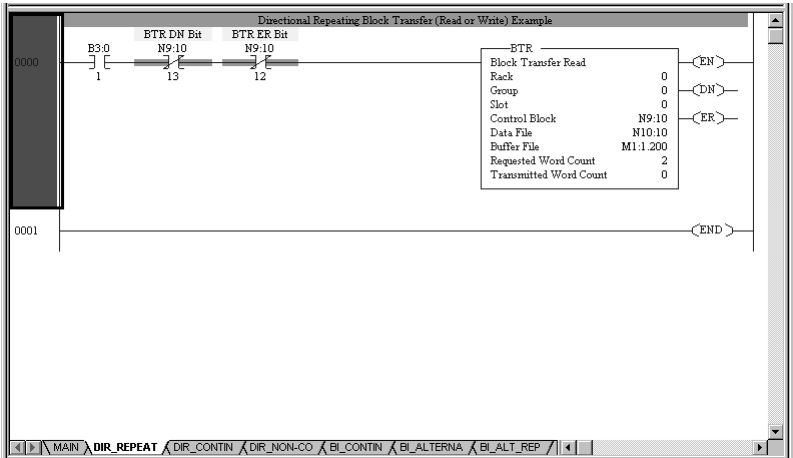 Directional Repeating Block Transfer (Read or Write) Example
BTR DN Bit BTR ER Bit
B3:0 N9:10 N9:10
0000
1 13 12
BTR
Block Transfer Read
Rack 0
Group 0
Slot 0
Control Block N9:10
Data File N10:10
Buffer File M1:1.200
Requested Word Count 2
Transmitted Word Count 0
EN
DN
ER
0001
END
MAIN DIR_REPEAT DIR_CONTIN DIR_NON-CO BI_CONTIN BI_ALTERNA BI_ALT_REP